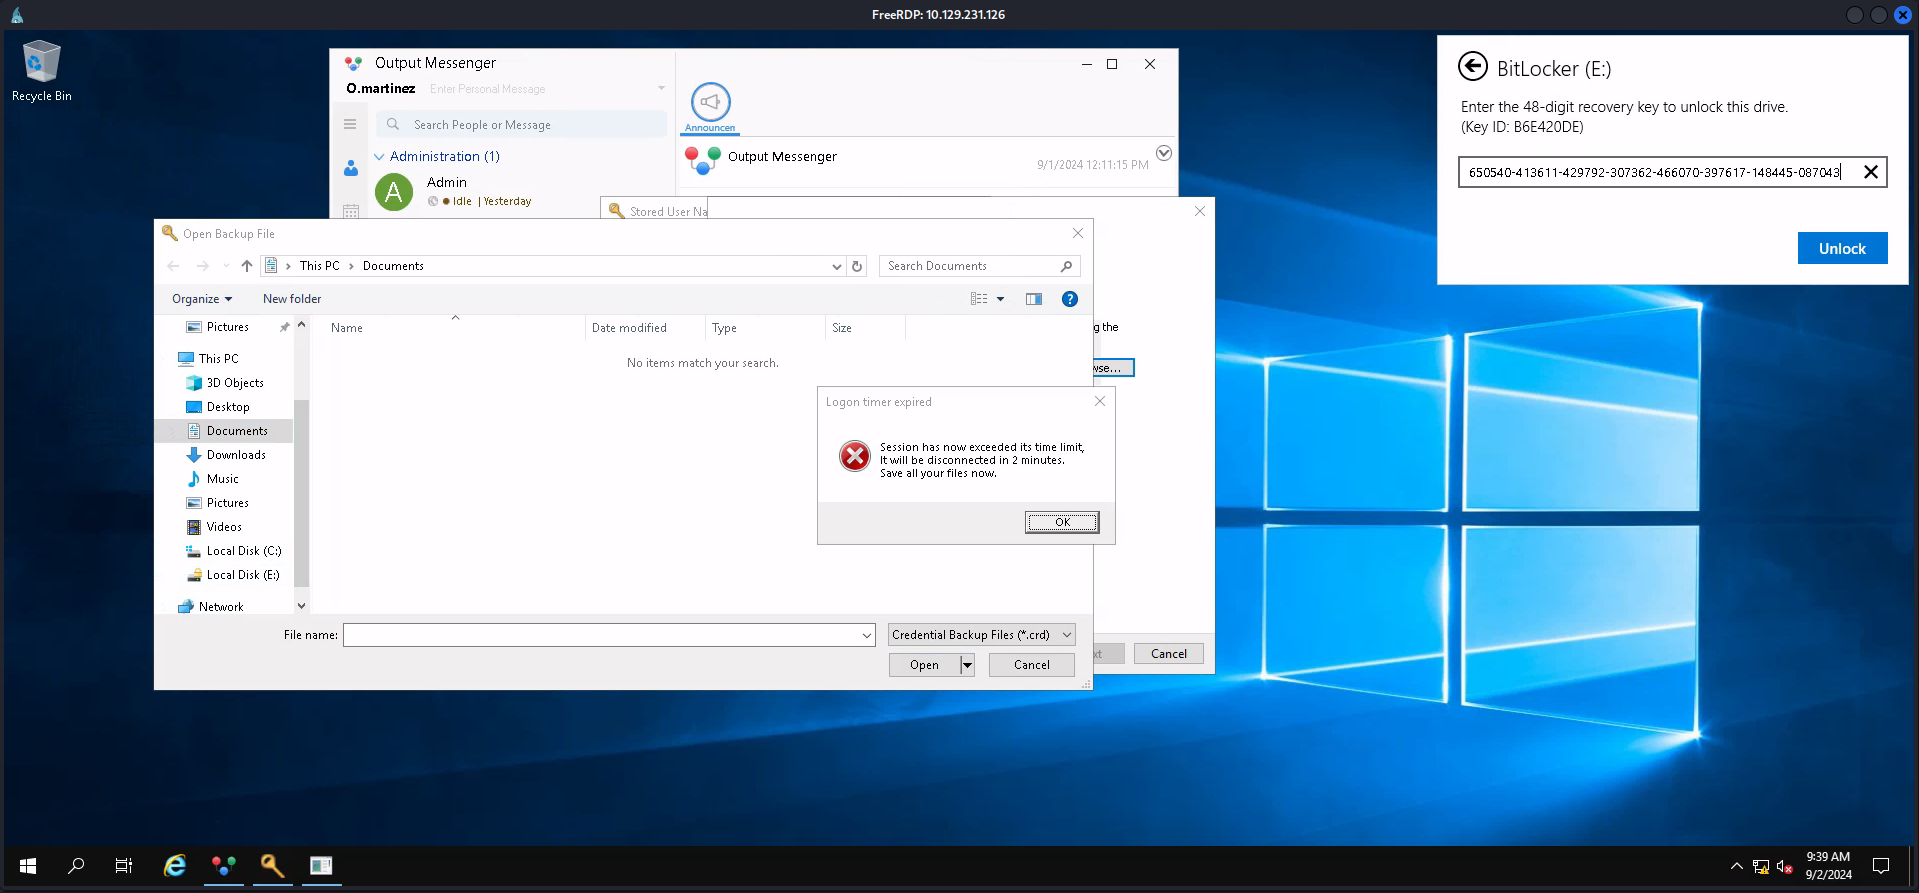 FreeRDP: 10.129.231.126
Recycle Bin
Output Messenger
O.martinez
Enter Personal Message
Search People or Message
Administration (1)
A
Admin
Idle | Yesterday
Announcem
Output Messenger
9/1/2024 12:11:15 PM
Stored User Na
Open Backup File
This PC
Documents
Search Documents
Organize
New folder
?
Name
Date modified
Type
Size
No items match your search.
Pictures
This PC
3D Objects
Desktop
Documents
Downloads
Music
Pictures
Videos
Local Disk (C:)
Local Disk (E:)
Network
File name:
Credential Backup Files (*.crd)
Open
Cancel
g the
wse...
xt
Cancel
Logon timer expired
Session has now exceeded its time limit,
It will be disconnected in 2 minutes.
Save all your files now.
OK
BitLocker (E:)
Enter the 48-digit recovery key to unlock this drive.
(Key ID: B6E420DE)
650540-413611-429792-307362-466070-397617-148445-087043
Unlock
9:39 AM
9/2/2024